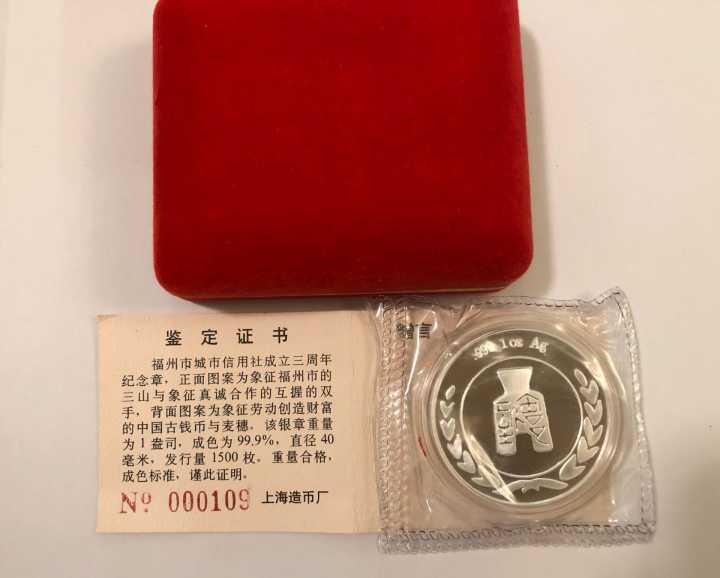 鉴定证书
福州市城市信用社成立三周年
纪念章，正面图案为象征福州市的
三山与象征真诚合作的互握的双
手，背面图案为象征劳动创造财富
的中国古钱币与麦穗。该银章重量
为1盎司，成色为99.9%，直径40
毫米，发行量1500枚。重量合格，
成色标准，谨此证明。
Nº 000109 上海造币厂
言
1oz Ag